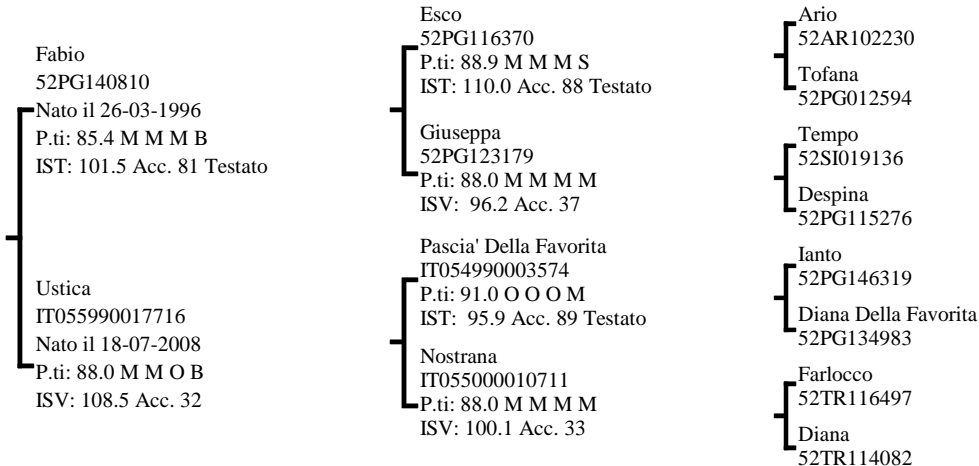 Fabio
52PG140810
Nato il 26-03-1996
P.ti: 85.4 M M M B
IST: 101.5 Acc. 81 Testato
Ustica
IT055990017716
Nato il 18-07-2008
P.ti: 88.0 M M O B
ISV: 108.5 Acc. 32
Esco
52PG116370
P.ti: 88.9 M M M S
IST: 110.0 Acc. 88 Testato
Giuseppa
52PG123179
P.ti: 88.0 M M M M
ISV: 96.2 Acc. 37
Pascia' Della Favorita
IT054990003574
P.ti: 91.0 O O O M
IST: 95.9 Acc. 89 Testato
Nostrana
IT055000010711
P.ti: 88.0 M M M M
ISV: 100.1 Acc. 33
Ario
52AR102230
Tofana
52PG012594
Tempo
52SI019136
Despina
52PG115276
Ianto
52PG146319
Diana Della Favorita
52PG134983
Farlocco
52TR116497
Diana
52TR114082